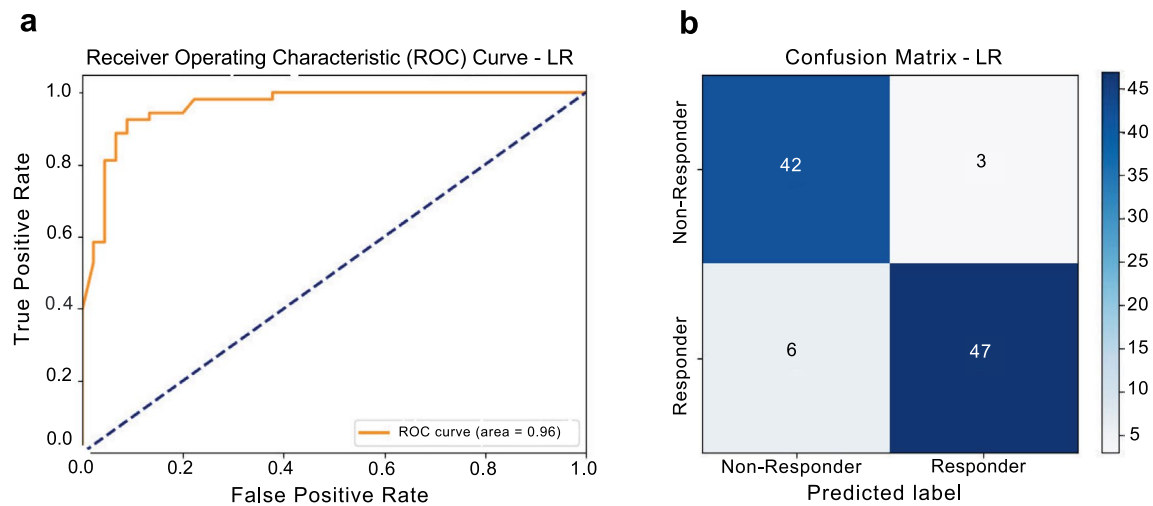 a
Receiver Operating Characteristic (ROC) Curve - LR
True Positive Rate
1.0
0.8
0.6
0.4
0.2
0.0
ROC curve (area = 0.96)
0.0 0.2 0.4 0.6 0.8 1.0
False Positive Rate
b
Confusion Matrix - LR
Non-Responder
Responder
42 3
6 47
Non-Responder Responder
Predicted label
45
40
35
30
25
20
15
10
5